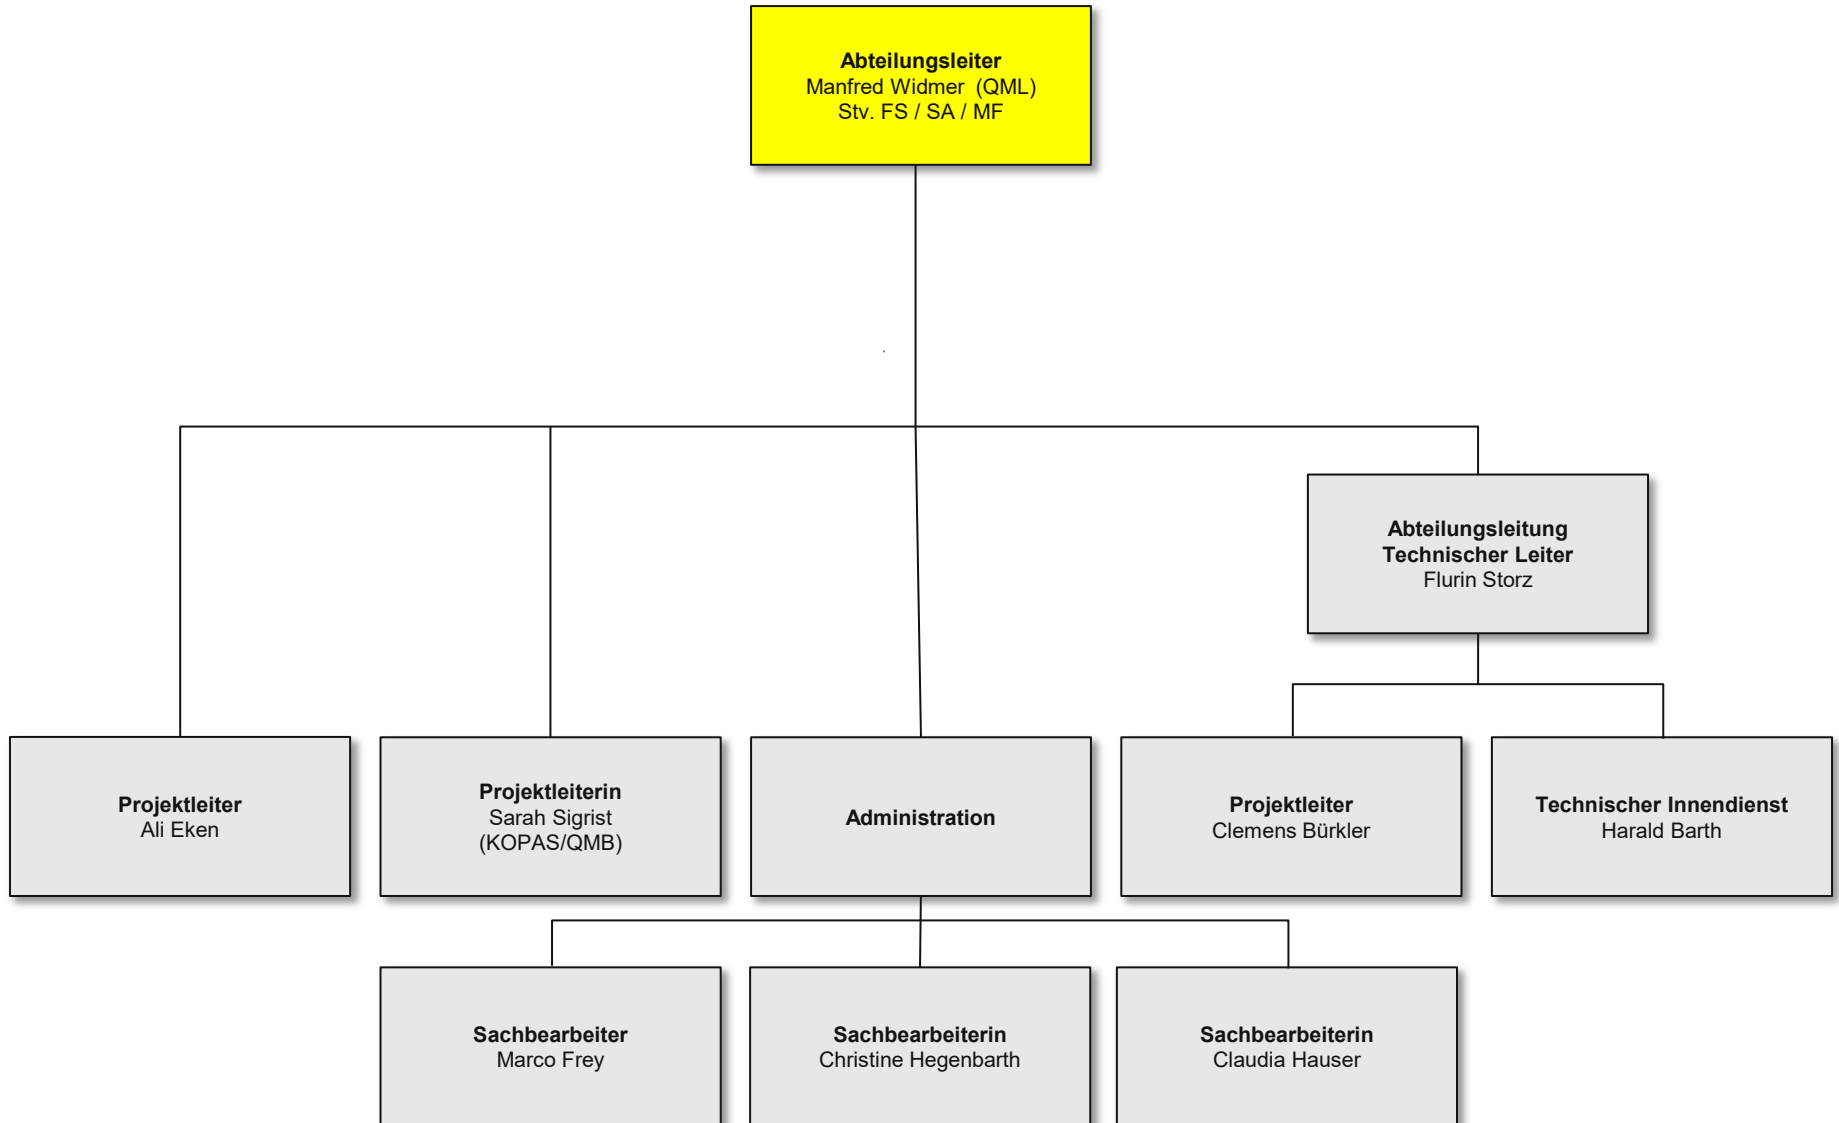 Abteilungsleiter
Manfred Widmer (QML)
Stv. FS / SA / MF
Abteilungsleitung
Technischer Leiter
Flurin Storz
Projektleiter
Ali Eken
Projektleiterin
Sarah Sigrist
(KOPAS/QMB)
Administration
Projektleiter
Clemens Bürkler
Technischer Innendienst
Harald Barth
Sachbearbeiter
Marco Frey
Sachbearbeiterin
Christine Hegenbarth
Sachbearbeiterin
Claudia Hauser